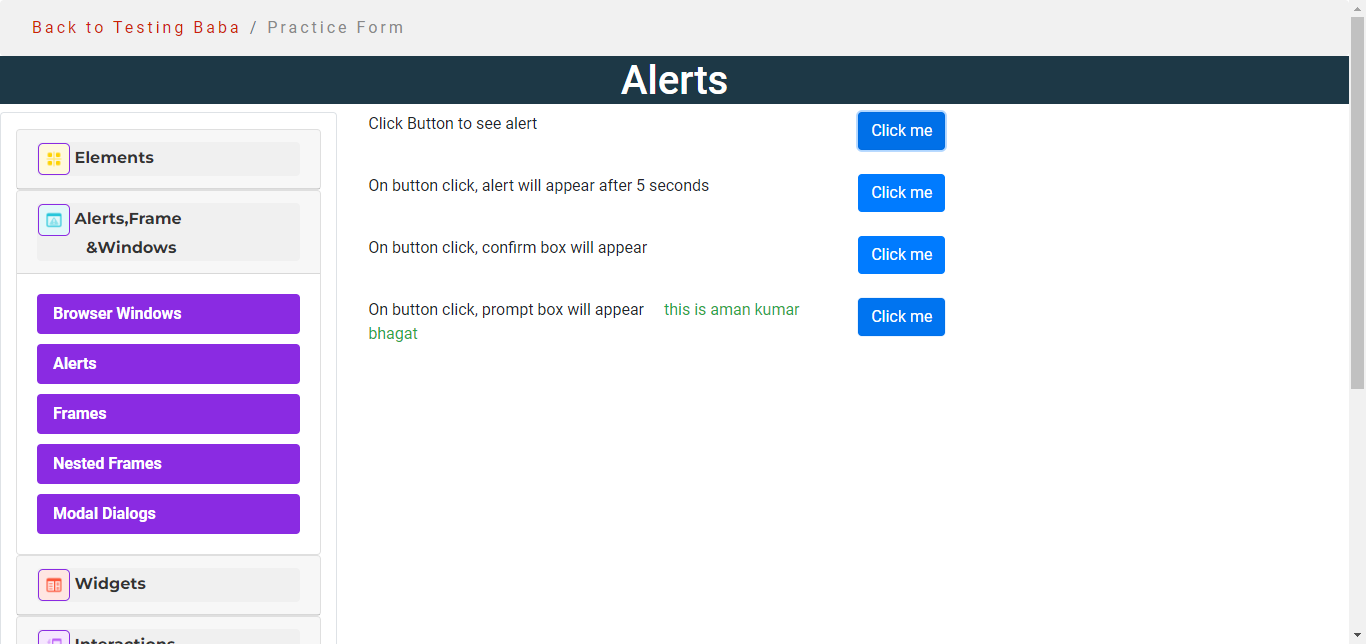 Back to Testing Baba / Practice Form
Alerts
Elements
Alerts,Frame
&Windows
Browser Windows
Alerts
Frames
Nested Frames
Modal Dialogs
Widgets
Interactions
Click Button to see alert
Click me
On button click, alert will appear after 5 seconds
Click me
On button click, confirm box will appear
Click me
On button click, prompt box will appear this is aman kumar
bhagat
Click me